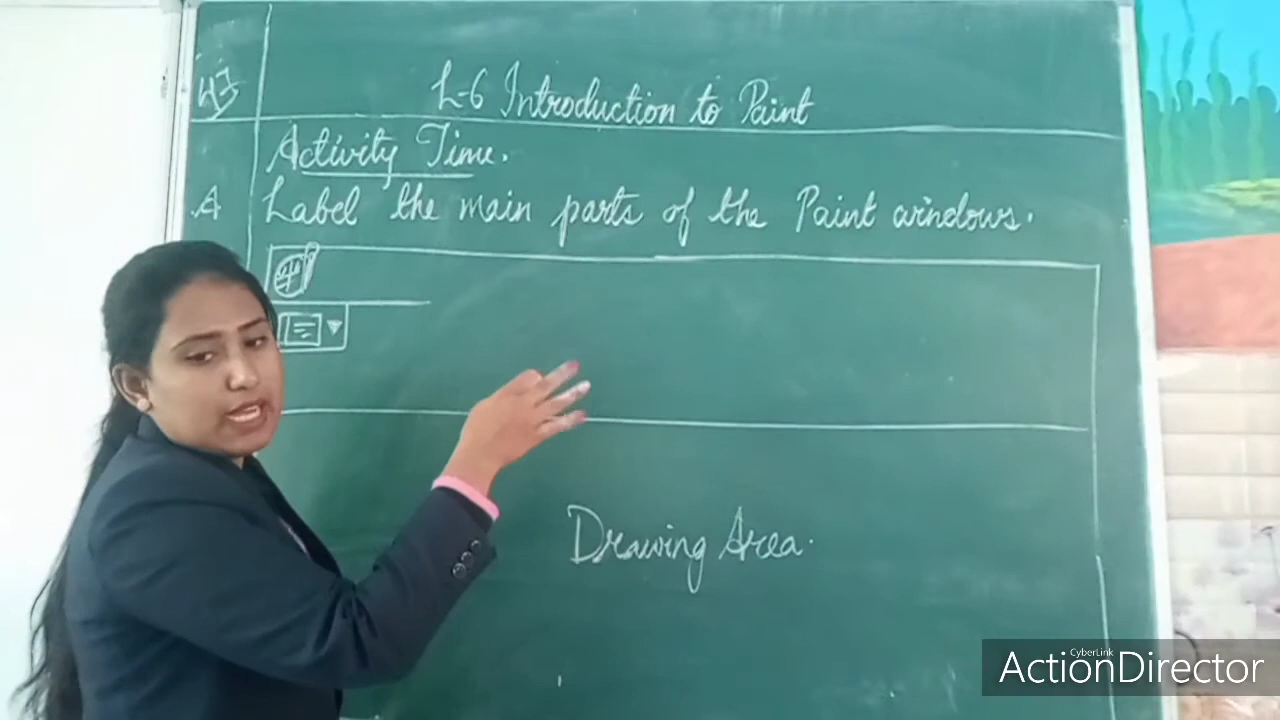 L-6 Introduction to Paint
Activity Time.
A Label the main parts of the Paint windows.
Drawing Area.
CyberLink
ActionDirector